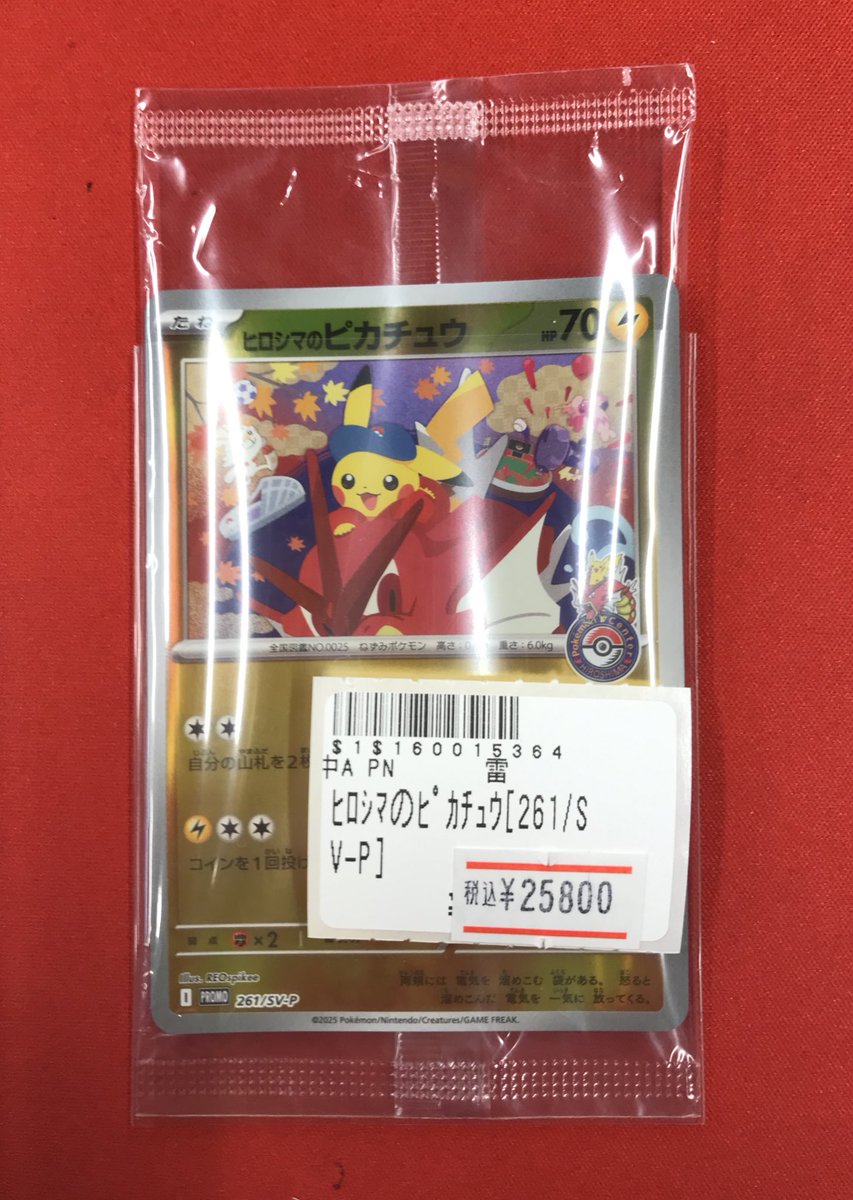 たね
ヒロシマのピカチュウ
HP70
Pokémon Center
HIROSHIMA
全国図鑑NO.0025 ねずみポケモン 高さ:0. 重さ:6.0kg
自分の山札を2枚
コインを1回投げ
$1$160015364
中A PN 雷
ヒロシマのピカチュウ[261/S
V-P]
税込¥25800
弱点 ×2
Illus. REOspikee
I PROMO 261/SV-P
両頬には 電気を 溜めこむ 袋がある。 怒ると
溜めこんだ 電気を 一気に 放ってくる。
©2025 Pokémon/Nintendo/Creatures/GAME FREAK.